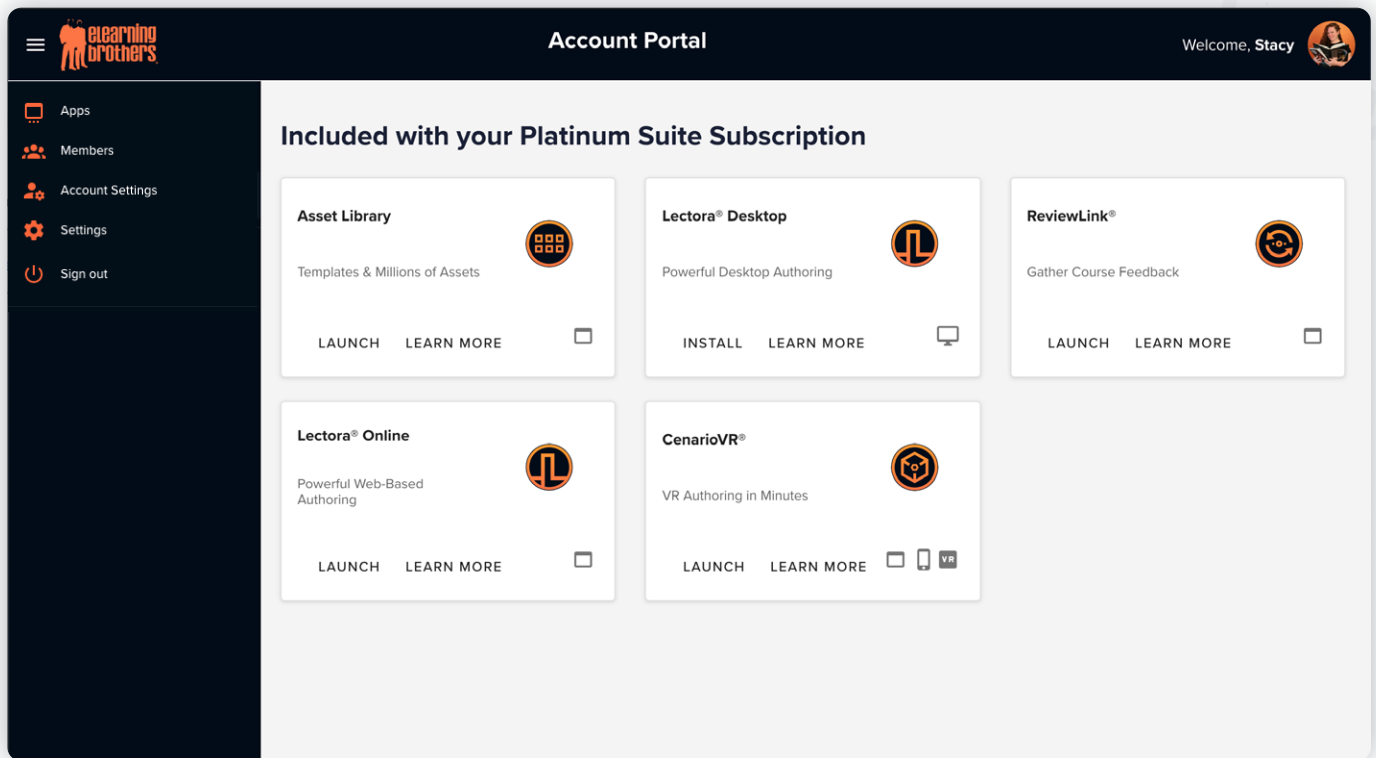 eLearning
brothers.
Account Portal
Welcome, Stacy
Apps
Members
Account Settings
Settings
Sign out
Included with your Platinum Suite Subscription
Asset Library
Templates & Millions of Assets
LAUNCH LEARN MORE
Lectora® Desktop
Powerful Desktop Authoring
INSTALL LEARN MORE
ReviewLink®
Gather Course Feedback
LAUNCH LEARN MORE
Lectora® Online
Powerful Web-Based
Authoring
LAUNCH LEARN MORE
CenarioVR®
VR Authoring in Minutes
LAUNCH LEARN MORE
VR